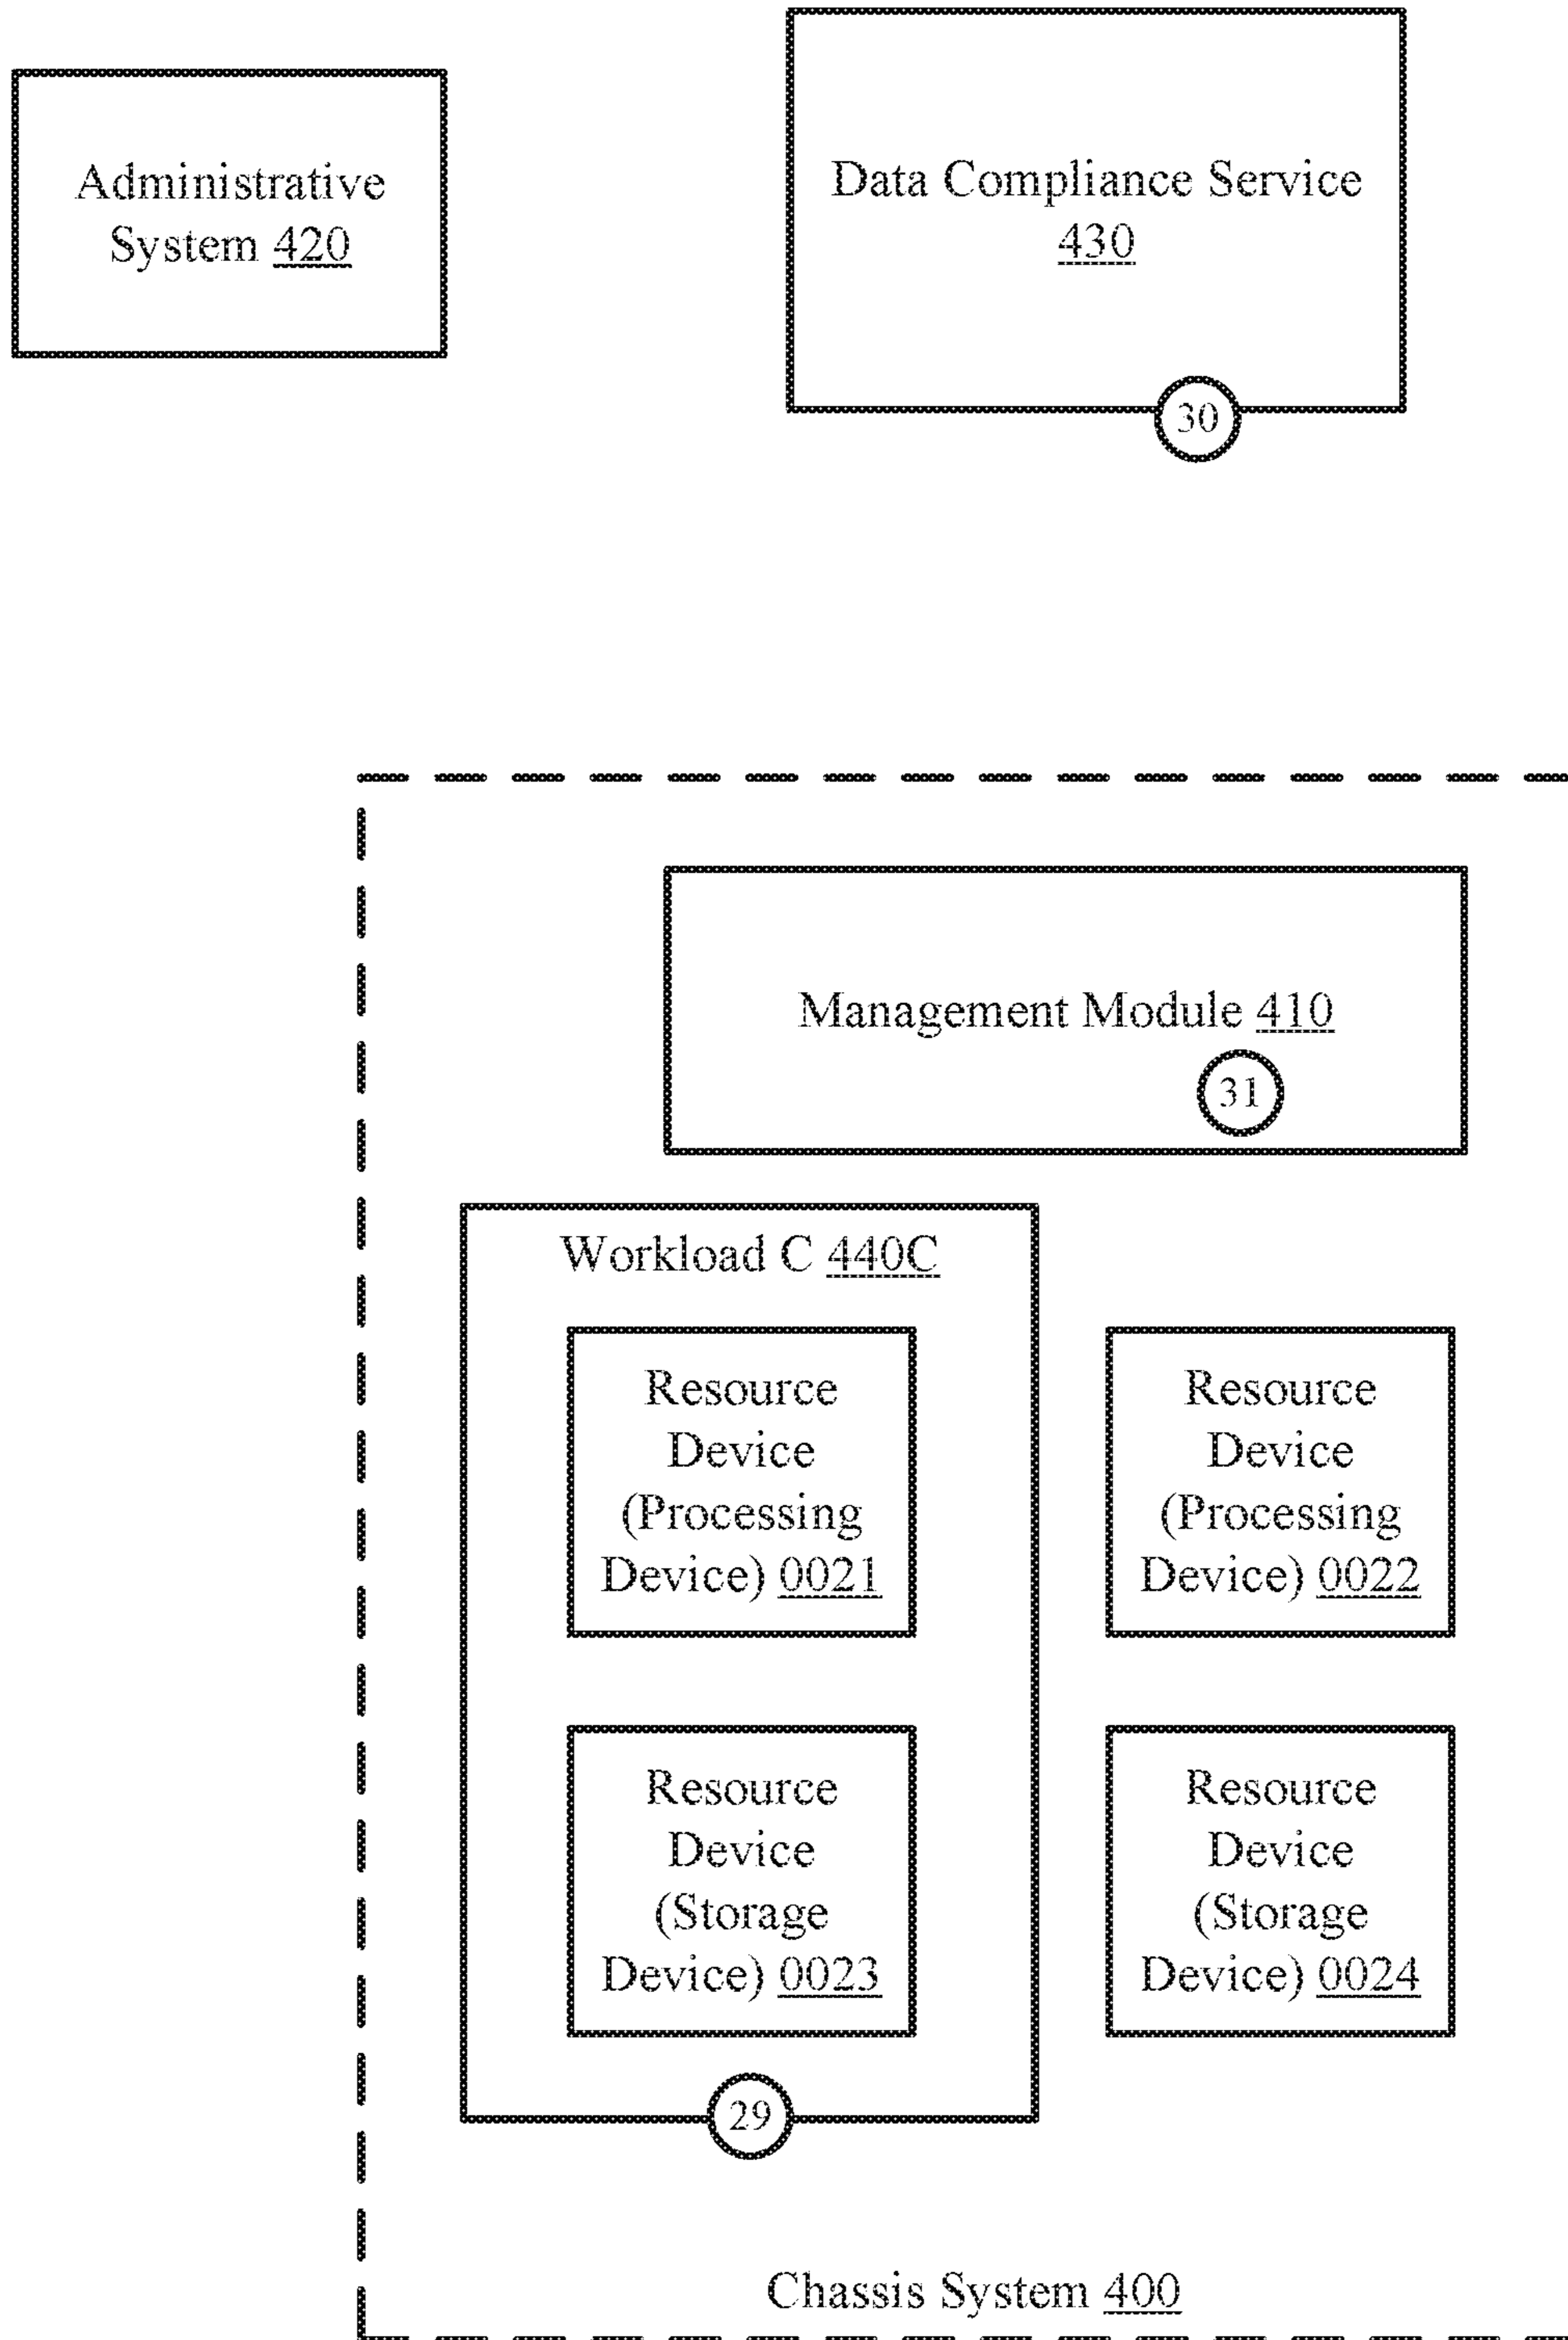 Administrative
System 420
Data Compliance Service
430
30
Management Module 410
31
Workload C 440C
Resource
Device
(Processing
Device) 0021
Resource
Device
(Processing
Device) 0022
Resource
Device
(Storage
Device) 0023
Resource
Device
(Storage
Device) 0024
29
Chassis System 400